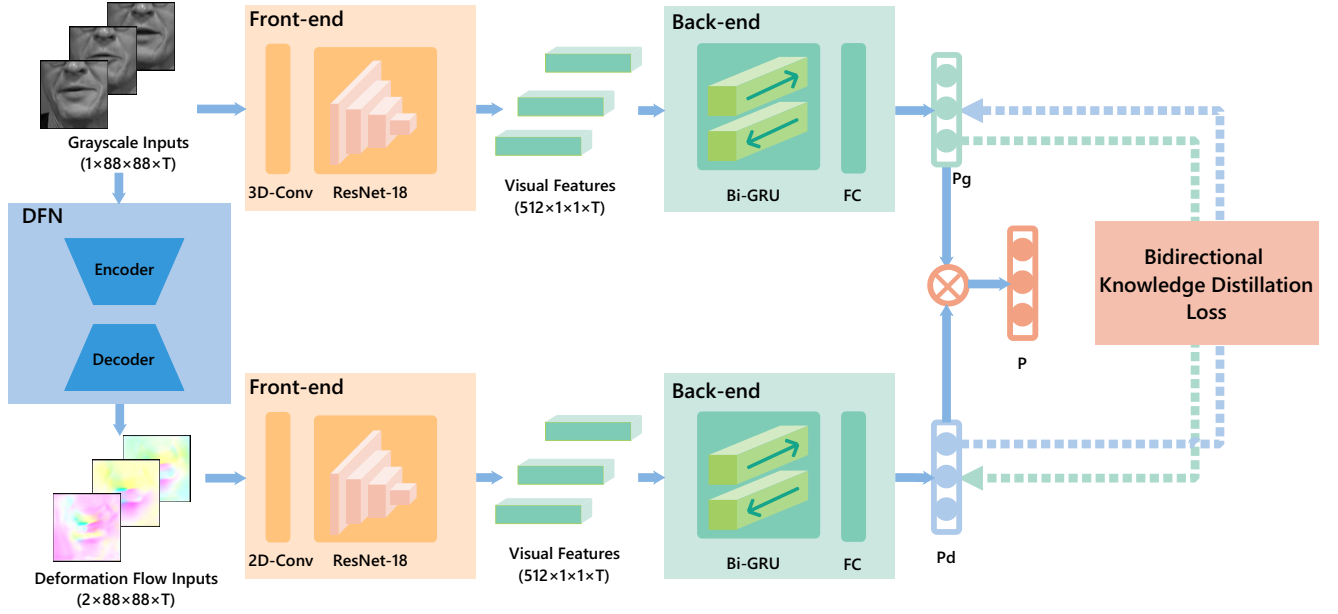 Grayscale Inputs
(1×88×88×T)
Front-end
3D-Conv
ResNet-18
Visual Features
(512×1×1×T)
Back-end
Bi-GRU
FC
Pg
DFN
Encoder
Decoder
P
Bidirectional
Knowledge Distillation
Loss
Deformation Flow Inputs
(2×88×88×T)
Front-end
2D-Conv
ResNet-18
Visual Features
(512×1×1×T)
Back-end
Bi-GRU
FC
Pd